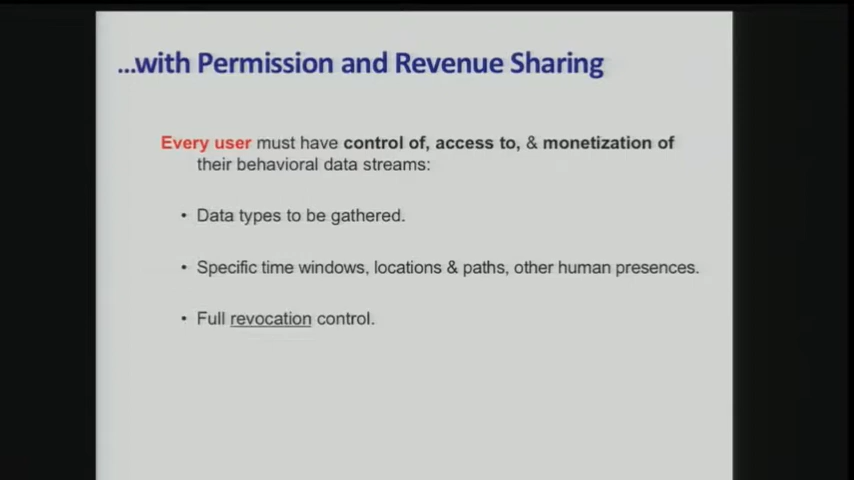 ...with Permission and Revenue Sharing
Every user must have control of, access to, & monetization of
their behavioral data streams:
• Data types to be gathered.
• Specific time windows, locations & paths, other human presences.
• Full revocation control.